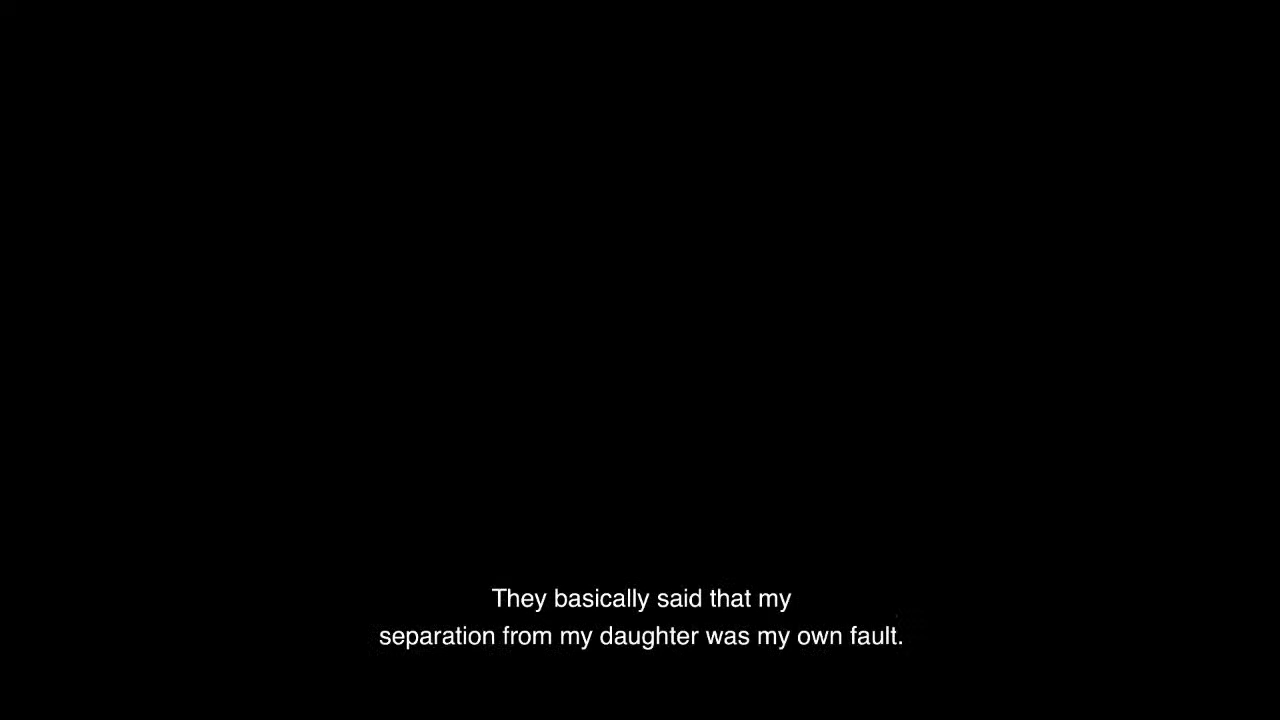 They basically said that my
separation from my daughter was my own fault.